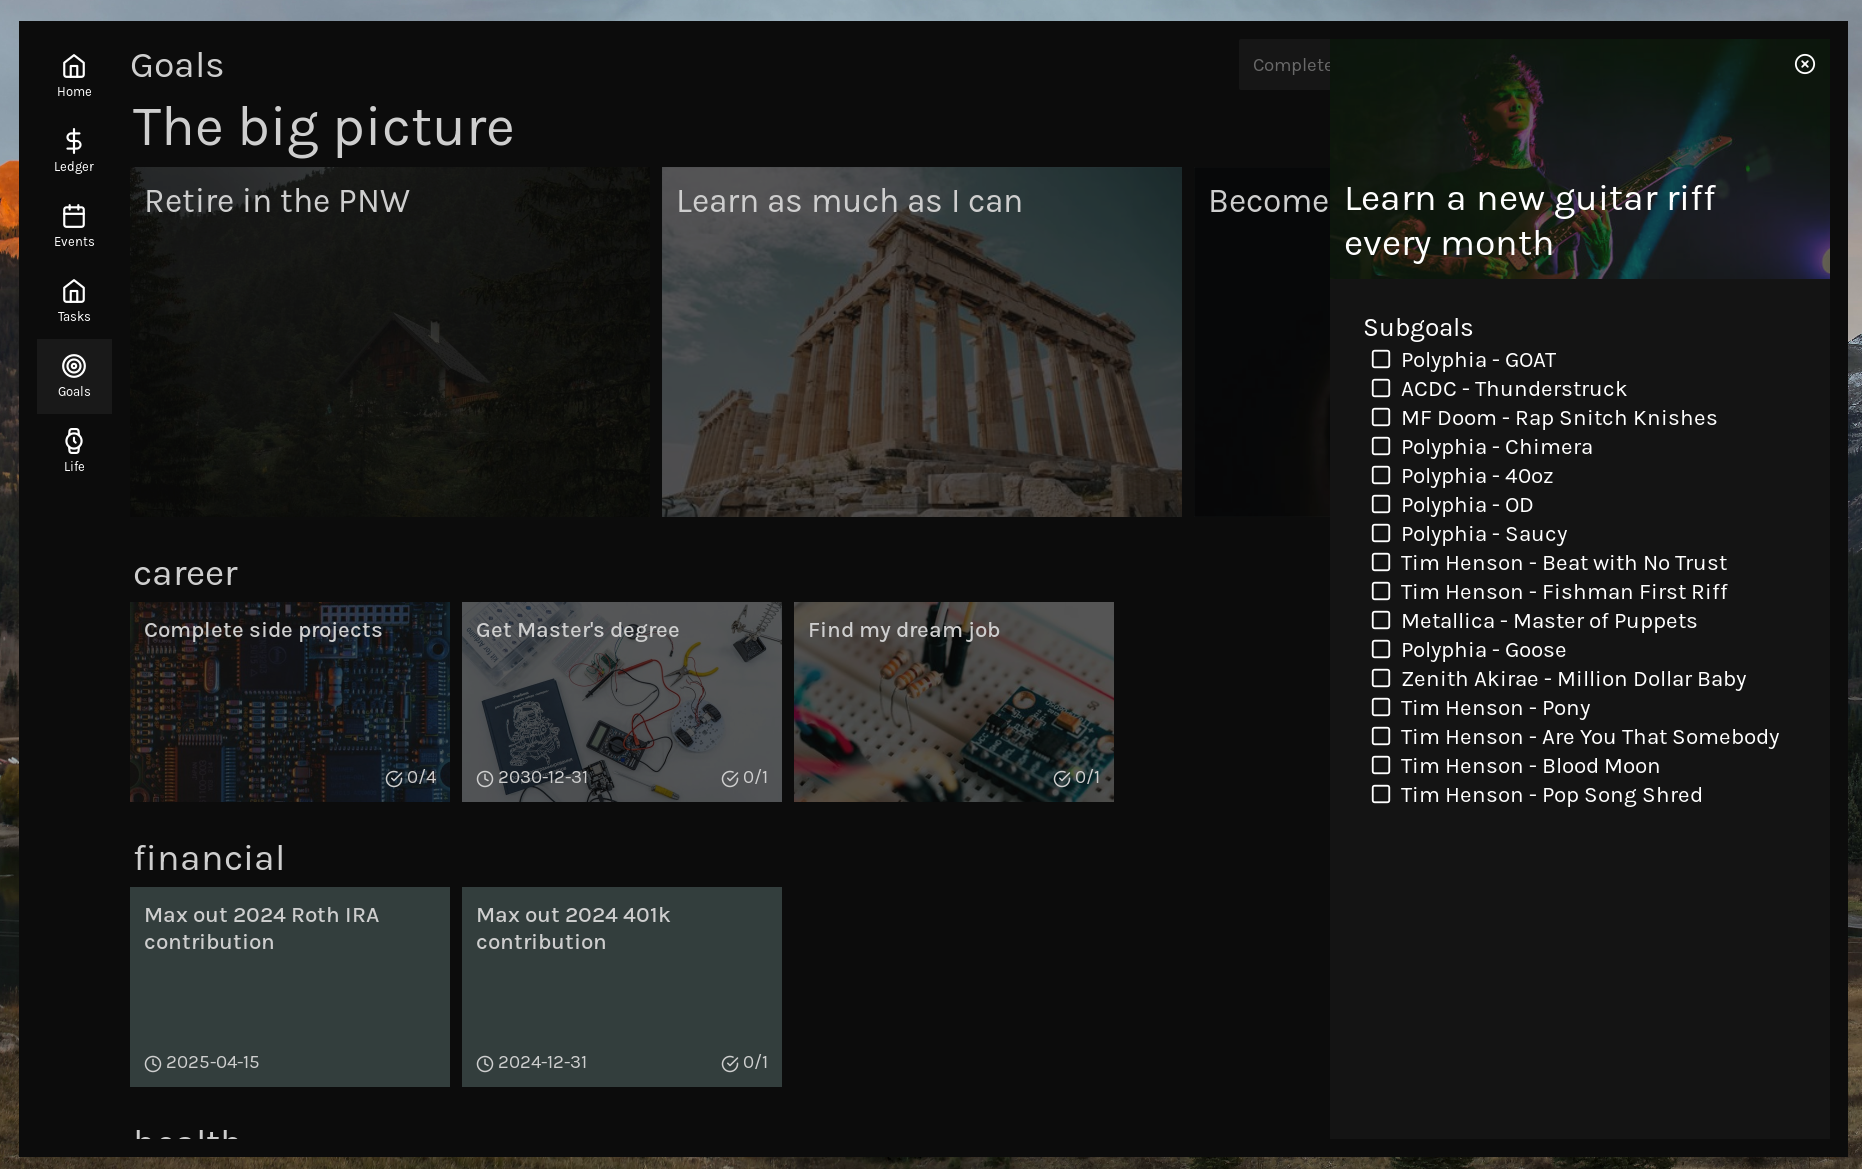 Home
Ledger
Events
Tasks
Goals
Life
Goals
Complete
The big picture
Retire in the PNW
Learn as much as I can
Become
career
Complete side projects
0/4
Get Master's degree
2030-12-31
0/1
Find my dream job
0/1
financial
Max out 2024 Roth IRA
contribution
2025-04-15
Max out 2024 401k
contribution
2024-12-31
0/1
health
Learn a new guitar riff
every month
Subgoals
Polyphia - GOAT
ACDC - Thunderstruck
MF Doom - Rap Snitch Knishes
Polyphia - Chimera
Polyphia - 40oz
Polyphia - OD
Polyphia - Saucy
Tim Henson - Beat with No Trust
Tim Henson - Fishman First Riff
Metallica - Master of Puppets
Polyphia - Goose
Zenith Akirae - Million Dollar Baby
Tim Henson - Pony
Tim Henson - Are You That Somebody
Tim Henson - Blood Moon
Tim Henson - Pop Song Shred